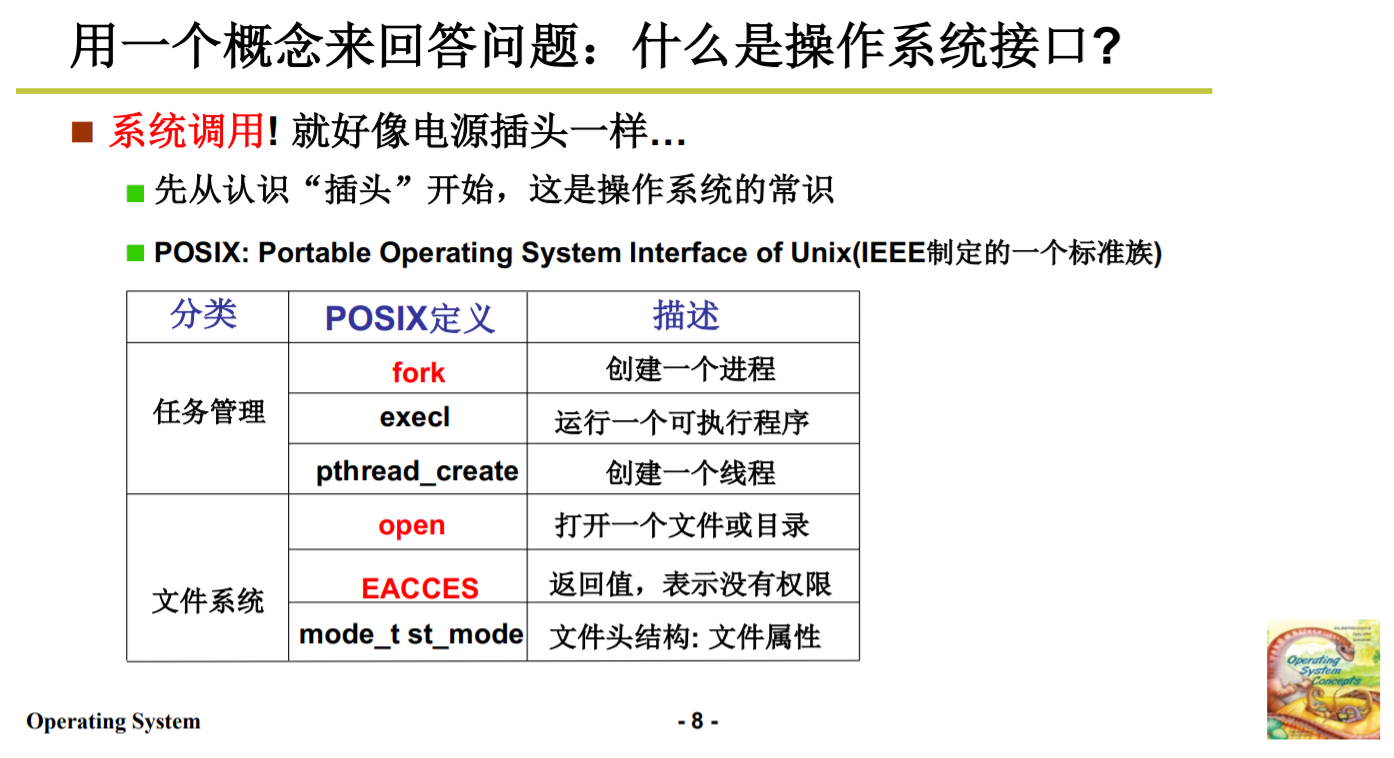 用一个概念来回答问题：什么是操作系统接口?
系统调用! 就好像电源插头一样…
先从认识“插头”开始，这是操作系统的常识
POSIX: Portable Operating System Interface of Unix(IEEE制定的一个标准族)
分类 POSIX定义 描述
任务管理
fork 创建一个进程
execl 运行一个可执行程序
pthread_create 创建一个线程
文件系统
open 打开一个文件或目录
EACCES 返回值，表示没有权限
mode_t st_mode 文件头结构: 文件属性
Operating System
- 8 -
Operating
System
Concepts